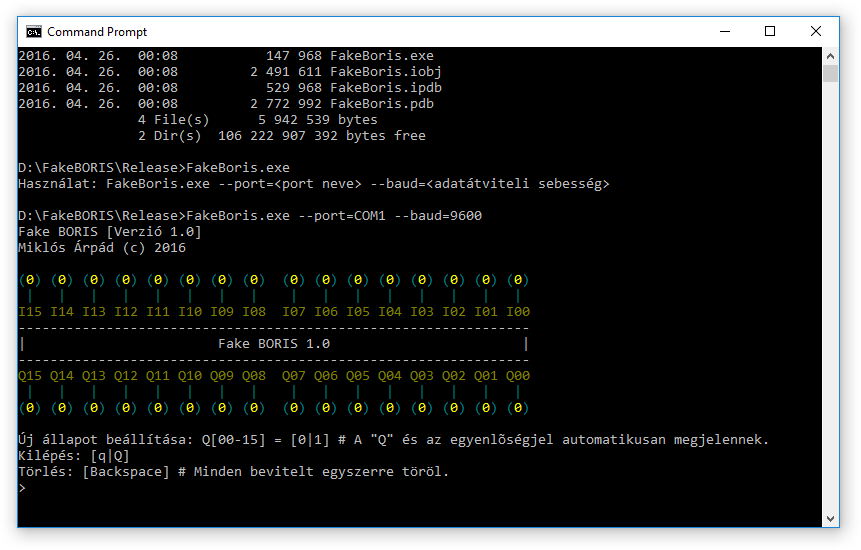 Command Prompt
2016. 04. 26.  00:08           147 968 FakeBoris.exe
2016. 04. 26.  00:08         2 491 611 FakeBoris.iobj
2016. 04. 26.  00:08           529 968 FakeBoris.ipdb
2016. 04. 26.  00:08         2 772 992 FakeBoris.pdb
               4 File(s)      5 942 539 bytes
               2 Dir(s)  106 222 907 392 bytes free
D:\FakeBORIS\Release>FakeBoris.exe
Használat: FakeBoris.exe --port=<port neve> --baud=<adatátviteli sebesség>
D:\FakeBORIS\Release>FakeBoris.exe --port=COM1 --baud=9600
Fake BORIS [Verzió 1.0]
Miklós Árpád (c) 2016
(0) (0) (0) (0) (0) (0) (0) (0)  (0) (0) (0) (0) (0) (0) (0) (0)
 |   |   |   |   |   |   |   |    |   |   |   |   |   |   |   |
I15 I14 I13 I12 I11 I10 I09 I08  I07 I06 I05 I04 I03 I02 I01 I00
----------------------------------------------------------------
|                        Fake BORIS 1.0                        |
----------------------------------------------------------------
Q15 Q14 Q13 Q12 Q11 Q10 Q09 Q08  Q07 Q06 Q05 Q04 Q03 Q02 Q01 Q00
 |   |   |   |   |   |   |   |    |   |   |   |   |   |   |   |
(0) (0) (0) (0) (0) (0) (0) (0)  (0) (0) (0) (0) (0) (0) (0) (0)
Új állapot beállítása: Q[00-15] = [0|1] # A "Q" és az egyenlõségjel automatikusan megjelennek.
Kilépés: [q|Q]
Törlés: [Backspace] # Minden bevitelt egyszerre töröl.
>